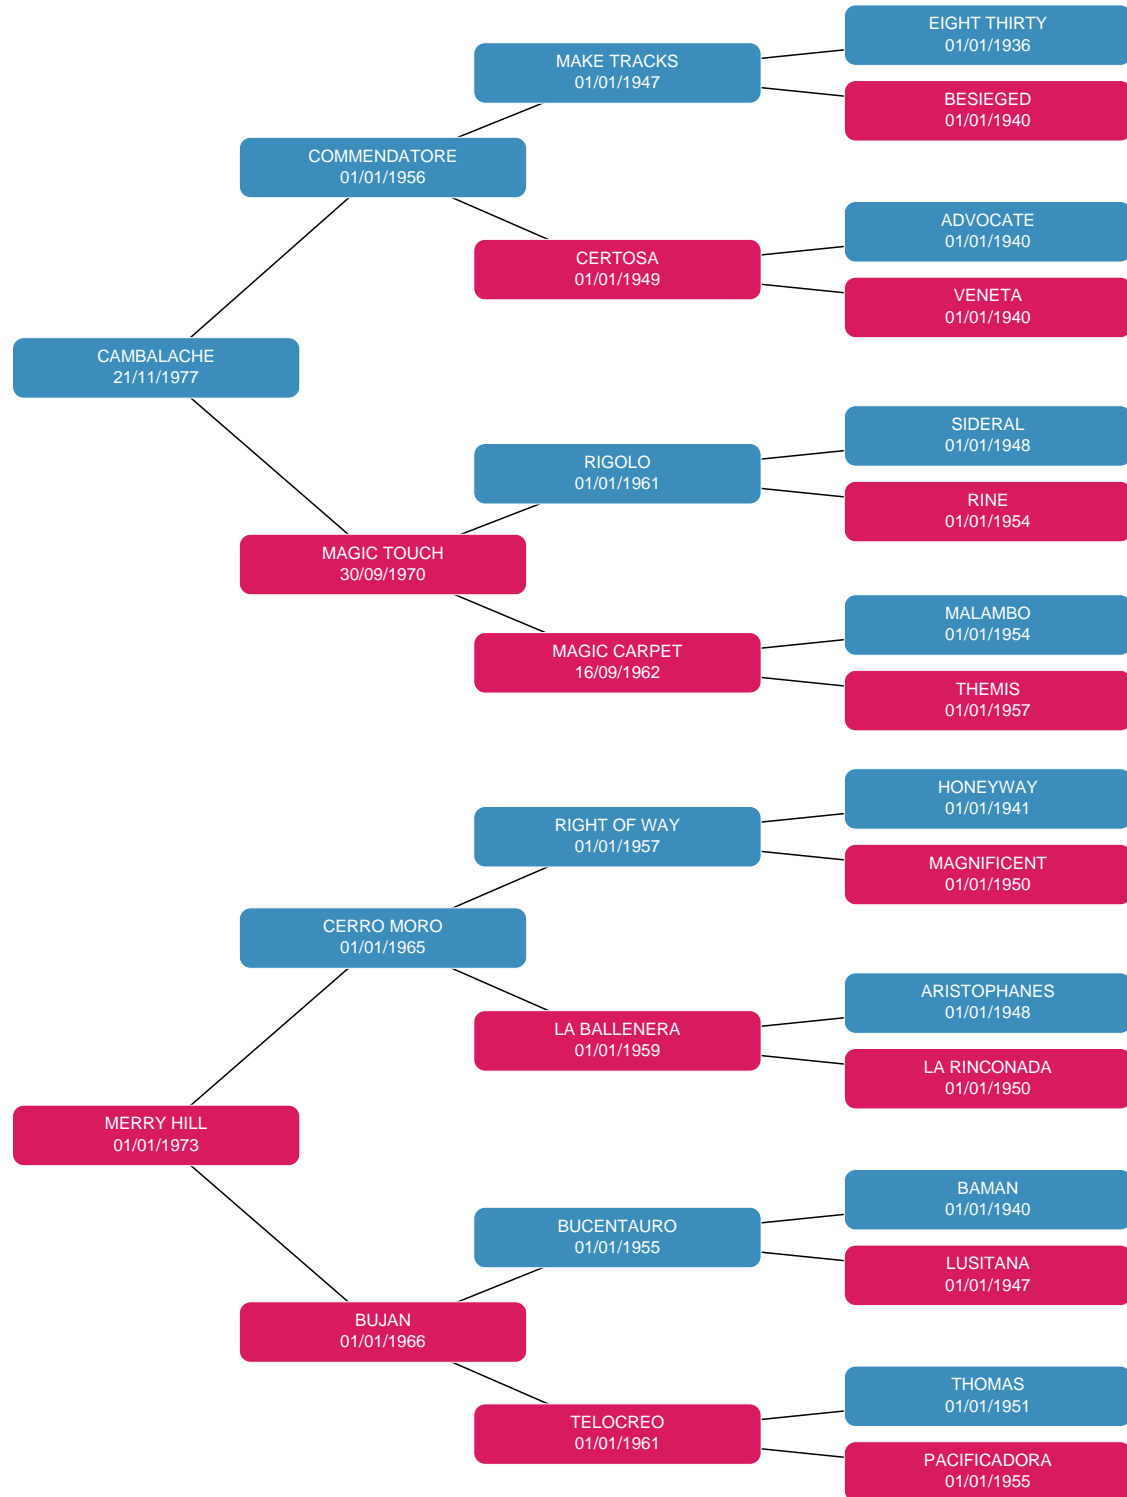 EIGHT THIRTY
01/01/1936
MAKE TRACKS
01/01/1947
BESIEGED
01/01/1940
COMMENDATORE
01/01/1956
ADVOCATE
01/01/1940
CERTOSA
01/01/1949
VENETA
01/01/1940
CAMBALACHE
21/11/1977
SIDERAL
01/01/1948
RIGOLO
01/01/1961
RINE
01/01/1954
MAGIC TOUCH
30/09/1970
MALAMBO
01/01/1954
MAGIC CARPET
16/09/1962
THEMIS
01/01/1957
HONEYWAY
01/01/1941
RIGHT OF WAY
01/01/1957
MAGNIFICENT
01/01/1950
CERRO MORO
01/01/1965
ARISTOPHANES
01/01/1948
LA BALLENERA
01/01/1959
LA RINCONADA
01/01/1950
MERRY HILL
01/01/1973
BAMAN
01/01/1940
BUCENTAURO
01/01/1955
LUSITANA
01/01/1947
BUJAN
01/01/1966
THOMAS
01/01/1951
TELOCREO
01/01/1961
PACIFICADORA
01/01/1955